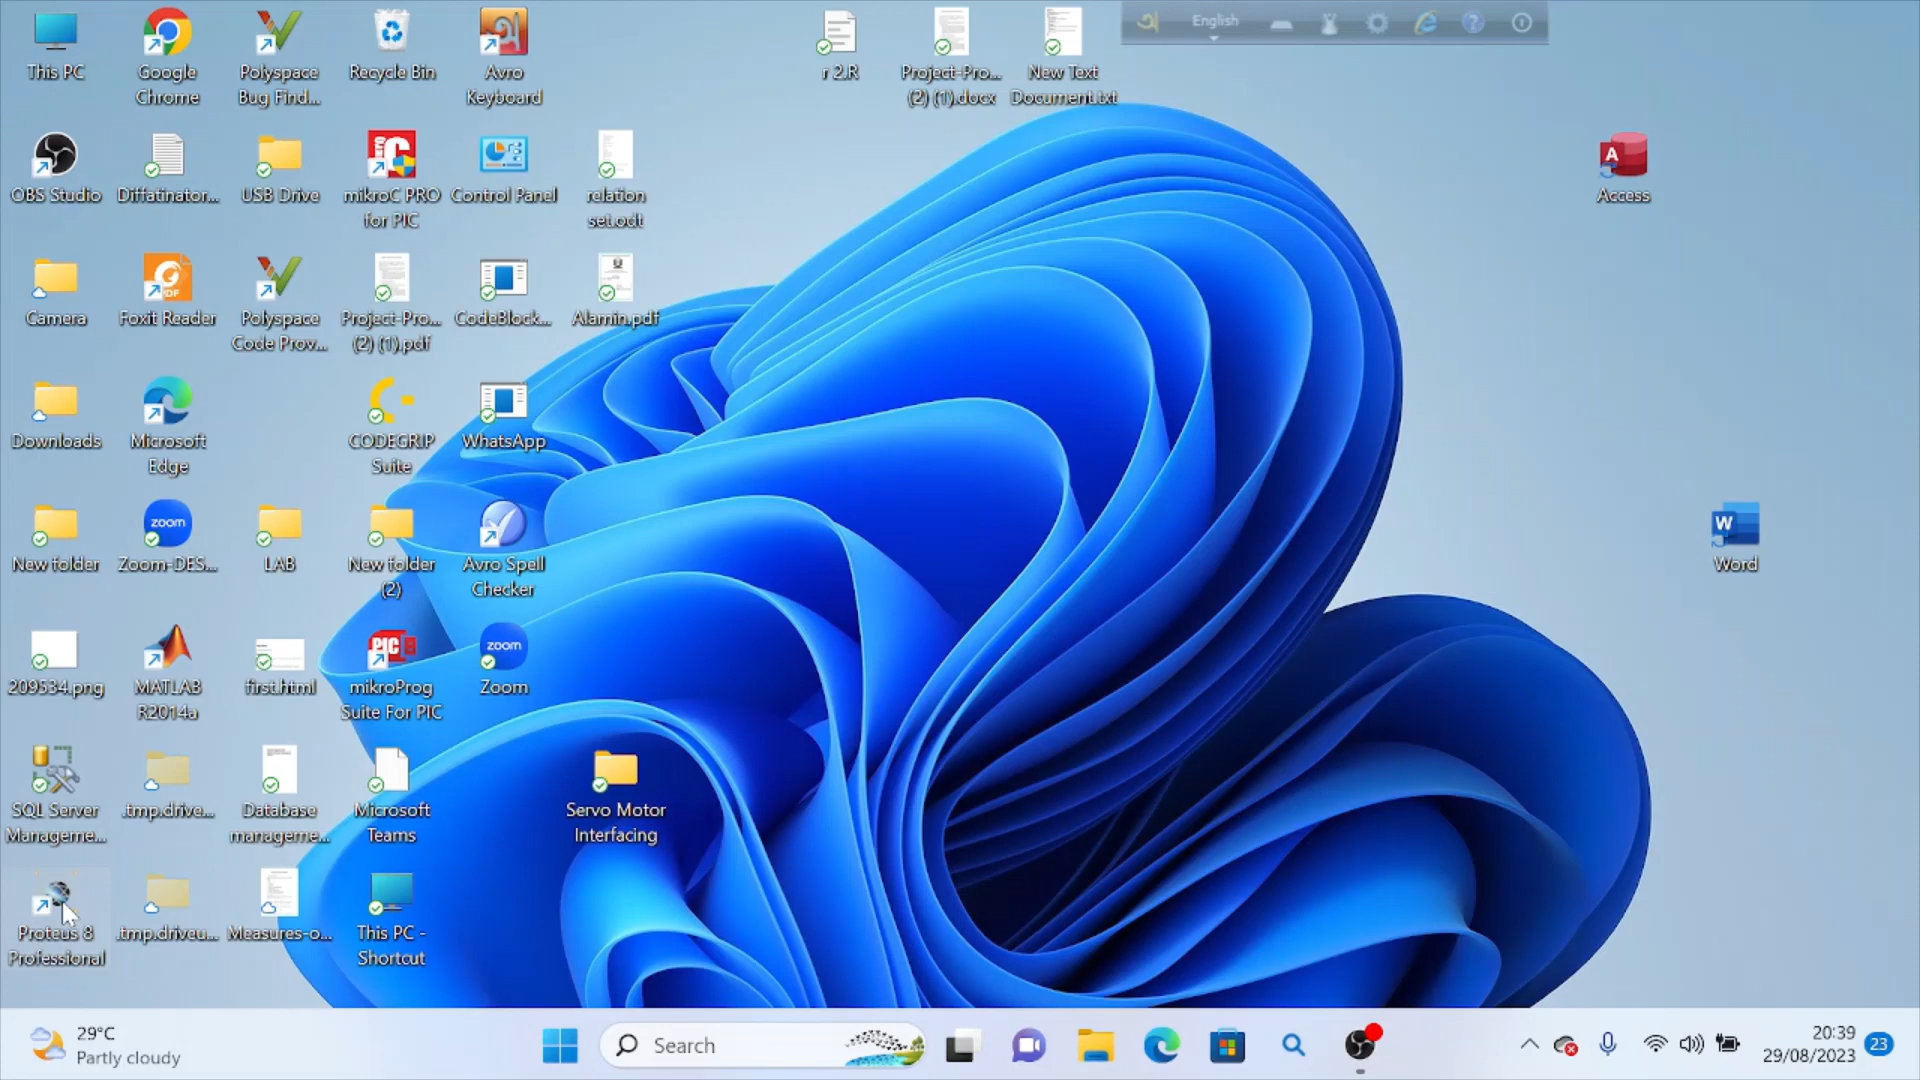 This PC
Google
Chrome
Polyspace
Bug Find...
Recycle Bin
Avro
Keyboard
r 2.R
Project-Pro...
(2) (1).docx
New Text
Document.txt
English
OBS Studio
Diffatinator...
USB Drive
mikroC PRO
for PIC
Control Panel
relation
set.odt
Access
Camera
Foxit Reader
Polyspace
Code Prov...
Project-Pro...
(2) (1).pdf
CodeBlock...
Alamin.pdf
Downloads
Microsoft
Edge
CODEGRIP
Suite
WhatsApp
New folder
Zoom-DES...
LAB
New folder
(2)
Avro Spell
Checker
Word
209534.png
MATLAB
R2014a
first.html
mikroProg
Suite For PIC
Zoom
SQL Server
Manageme...
.tmp.drive...
Database
manageme...
Microsoft
Teams
Servo Motor
Interfacing
Proteus 8
Professional
.tmp.driveu...
Measures-o...
This PC -
Shortcut
29°C
Partly cloudy
Search
20:39
29/08/2023
23